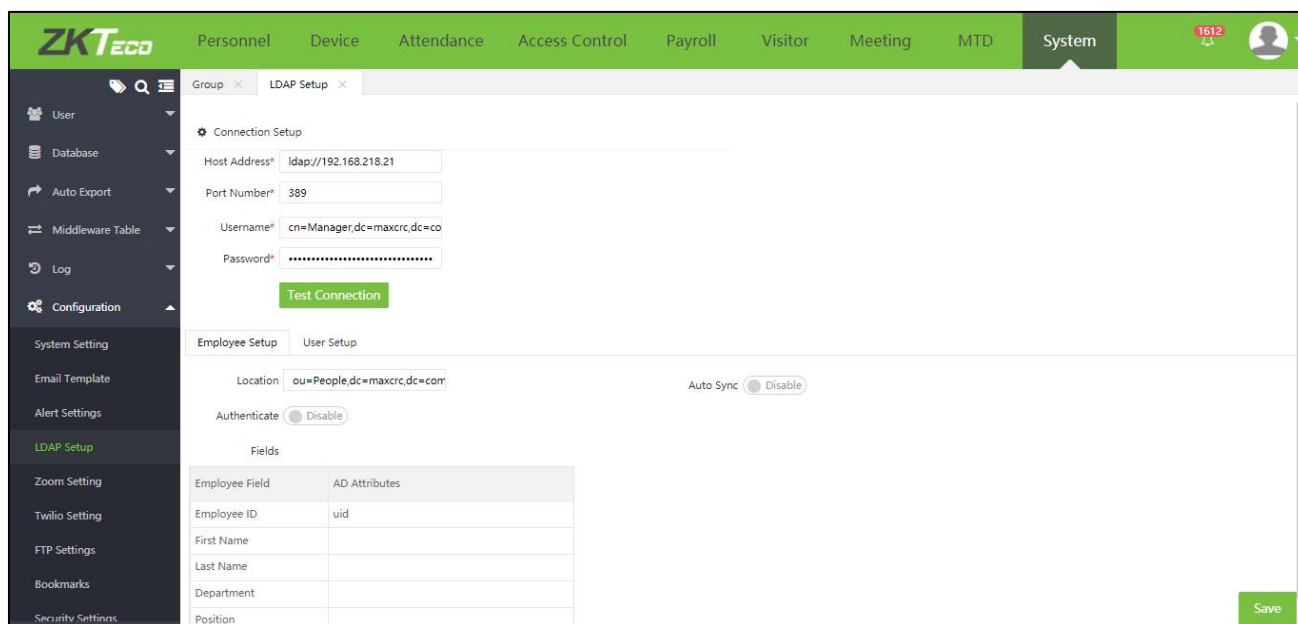 ZKTECO Personnel Device Attendance Access Control Payroll Visitor Meeting MTD System 1612
Group LDAP Setup
User
Database
Auto Export
Middleware Table
Log
Configuration
System Setting
Email Template
Alert Settings
LDAP Setup
Zoom Setting
Twilio Setting
FTP Settings
Bookmarks
Security Settings
Connection Setup
Host Address* ldap://192.168.218.21
Port Number* 389
Username* cn=Manager,dc=maxcrc,dc=co
Password* ••••••••••••••••••••••••••••••••
Test Connection
Employee Setup User Setup
Location ou=People,dc=maxcrc,dc=com Auto Sync Disable
Authenticate Disable
Fields
Employee Field AD Attributes
Employee ID uid
First Name
Last Name
Department
Position
Save